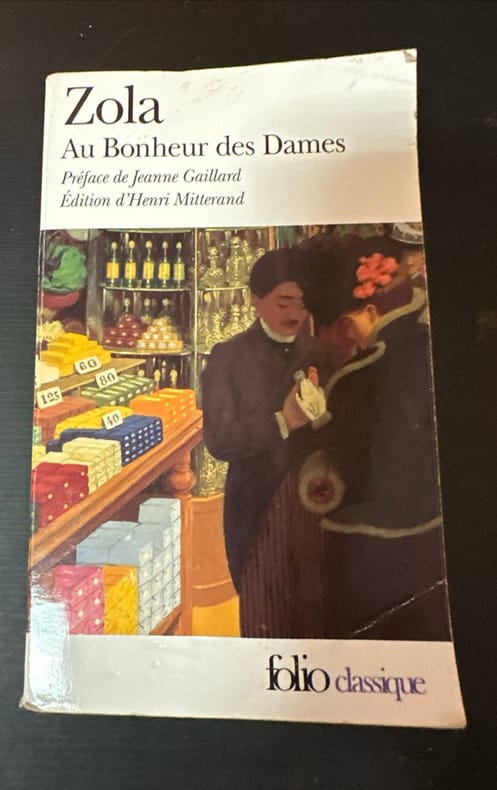 Zola
Au Bonheur des Dames
Préface de Jeanne Gaillard
Édition d'Henri Mitterand
60
80
125
40
folio classique